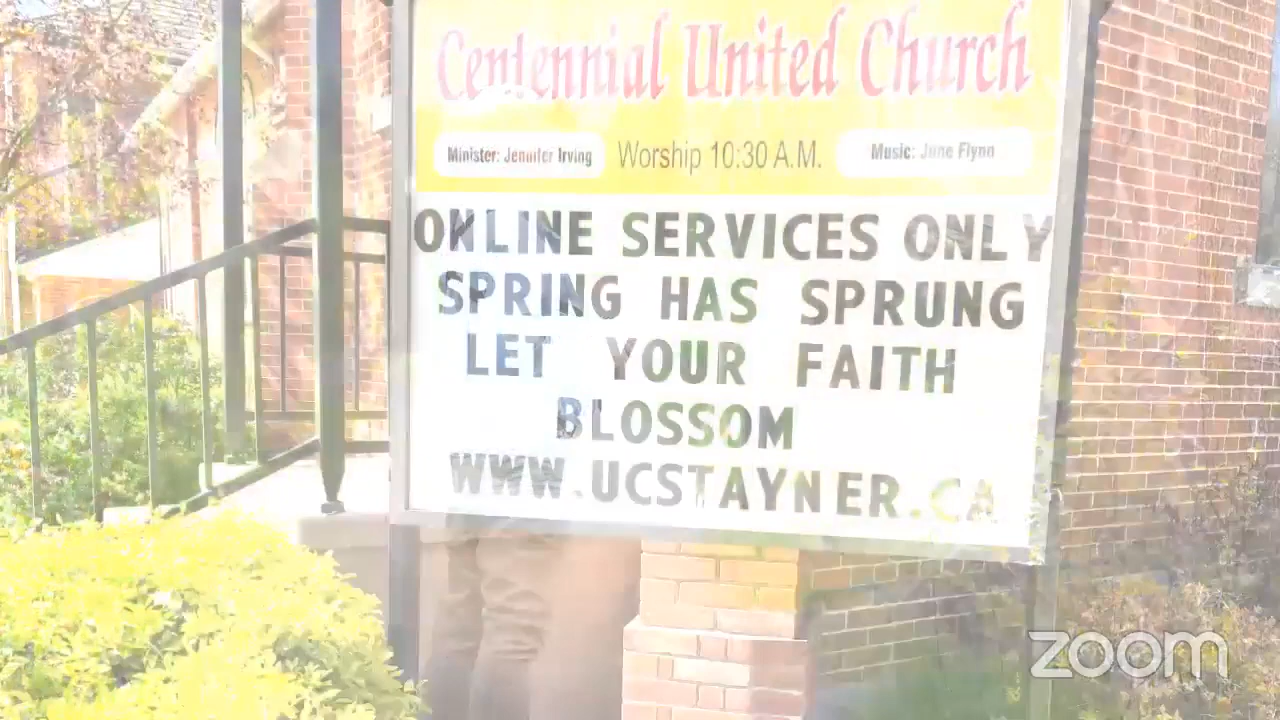 Centennial United Church
Minister: Jennifer Irving Worship 10:30 A.M. Music: June Flynn
ONLINE SERVICES ONLY
SPRING HAS SPRUNG
LET YOUR FAITH
BLOSSOM
WWW.UCSTAYNER.CA
zoom